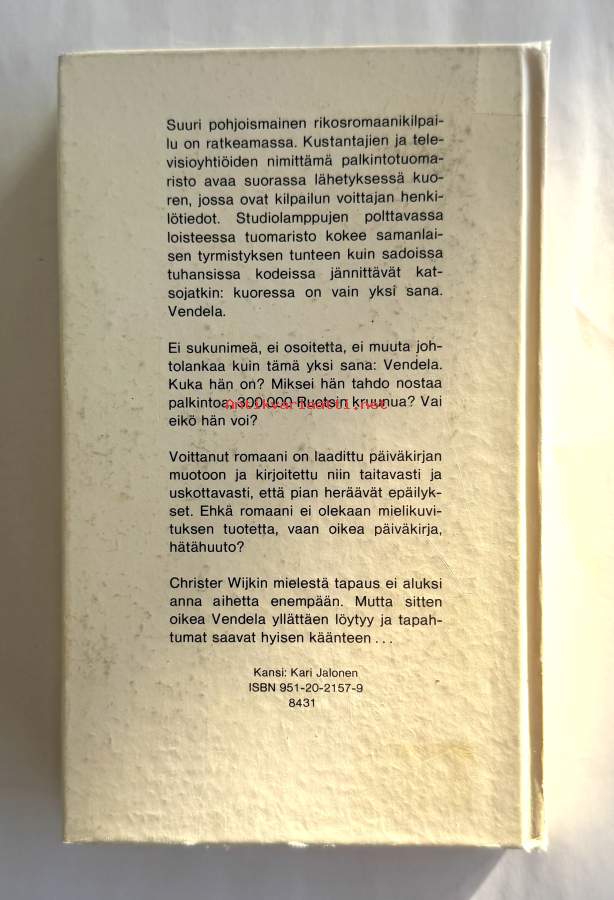 Suuri pohjoismainen rikosromaanikilpai-
lu on ratkeamassa. Kustantajien ja tele-
visioyhtiöiden nimittämä palkintotuoma-
risto avaa suorassa lähetyksessä kuo-
ren, jossa ovat kilpailun voittajan henki-
lötiedot. Studiolamppujen polttavassa
loisteessa tuomaristo kokee samanlai-
sen tyrmistyksen tunteen kuin sadoissa
tuhansissa kodeissa jännittävät kat-
sojatkin: kuoressa on vain yksi sana.
Vendela.
Ei sukunimeä, ei osoitetta, ei muuta joh-
tolankaa kuin tämä yksi sana: Vendela.
Kuka hän on? Miksei hän tahdo nostaa
palkintoa, 300 000 Ruotsin kruunua? Vai
Antikvariaatti.net
eikö hän voi?
Voittanut romaani on laadittu päiväkirjan
muotoon ja kirjoitettu niin taitavasti ja
uskottavasti, että pian heräävät epäilyk-
set. Ehkä romaani ei olekaan mielikuvi-
tuksen tuotetta, vaan oikea päiväkirja,
hätähuuto?
Christer Wijkin mielestä tapaus ei aluksi
anna aihetta enempään. Mutta sitten
oikea Vendela yllättäen löytyy ja tapah-
tumat saavat hyisen käänteen ...
Kansi: Kari Jalonen
ISBN 951-20-2157-9
8431